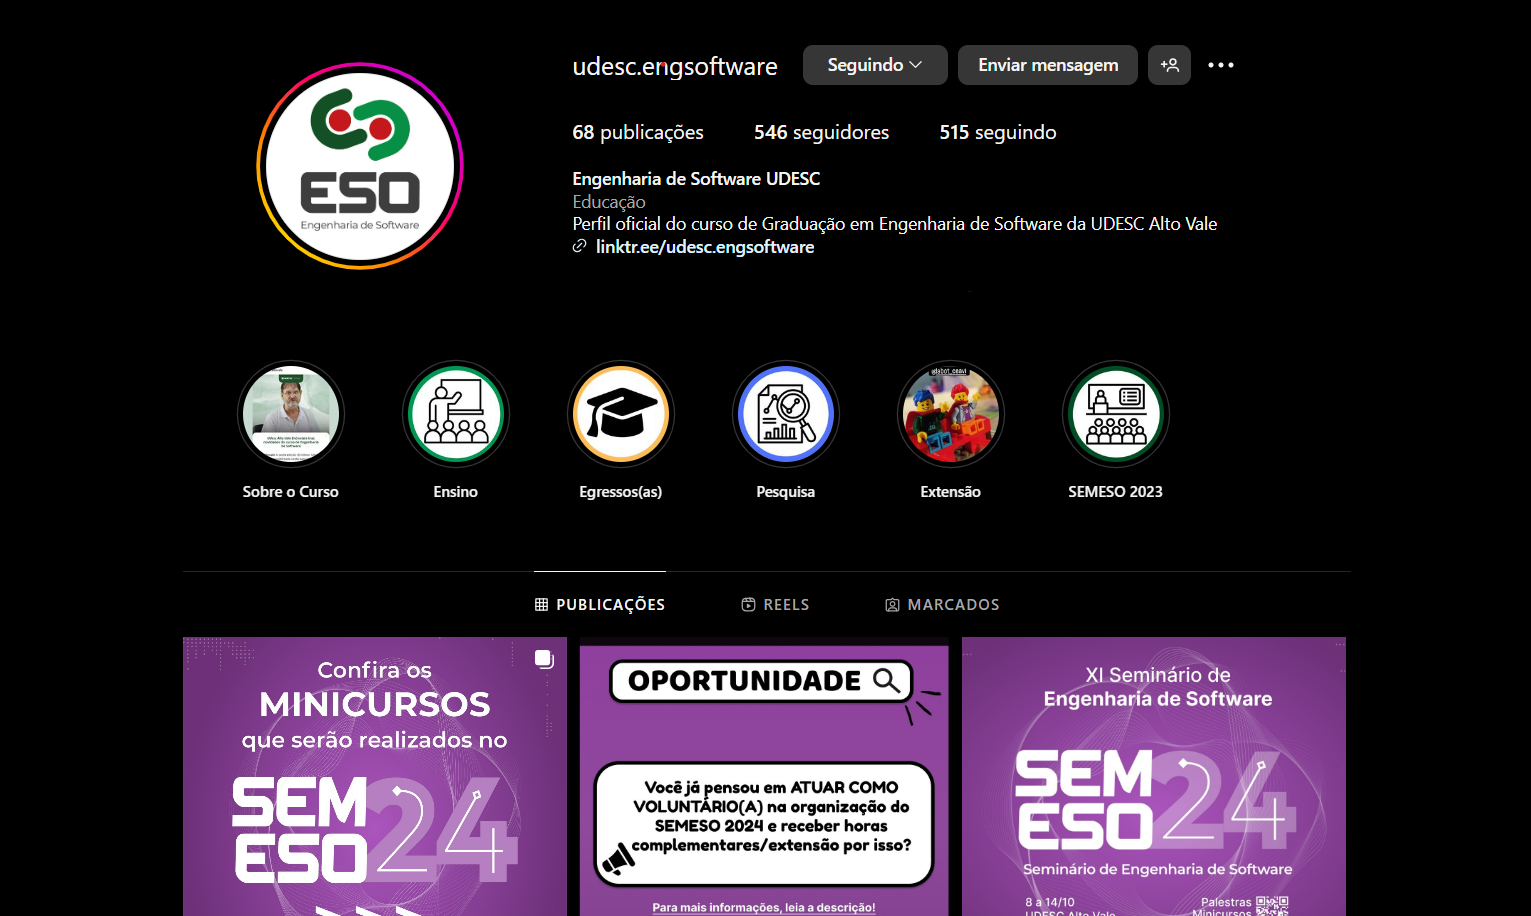 udesc.engsoftware
Seguindo
Enviar mensagem
68 publicações
546 seguidores
515 seguindo
Engenharia de Software UDESC
Educação
Perfil oficial do curso de Graduação em Engenharia de Software da UDESC Alto Vale
linktr.ee/udesc.engsoftware
ESO
Engenharia de Software
Sobre o Curso
Ensino
Egressos(as)
Pesquisa
Extensão
SEMESO 2023
PUBLICAÇÕES
REELS
MARCADOS
Confira os
MINICURSOS
que serão realizados no
SEM
ESO
24
OPORTUNIDADE
Você já pensou em ATUAR COMO
VOLUNTÁRIO(A) na organização do
SEMESO 2024 e receber horas
complementares/extensão por isso?
Para mais informações, leia a descrição!
XI Seminário de
Engenharia de Software
SEM
ESO
24
Seminário de Engenharia de Software
8 a 14/10
UDESC Alto Vale
Palestras
Minicursos